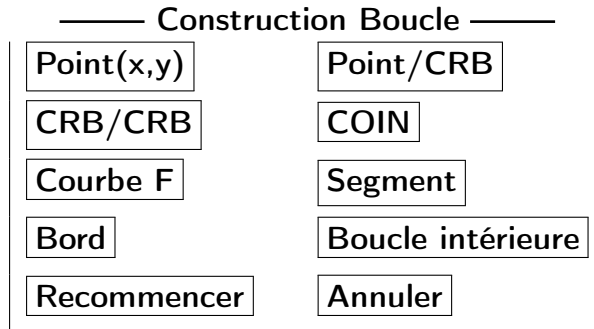 Construction Boucle
Point(x,y) Point/CRB
CRB/CRB COIN
Courbe F Segment
Bord Boucle intérieure
Recommencer Annuler